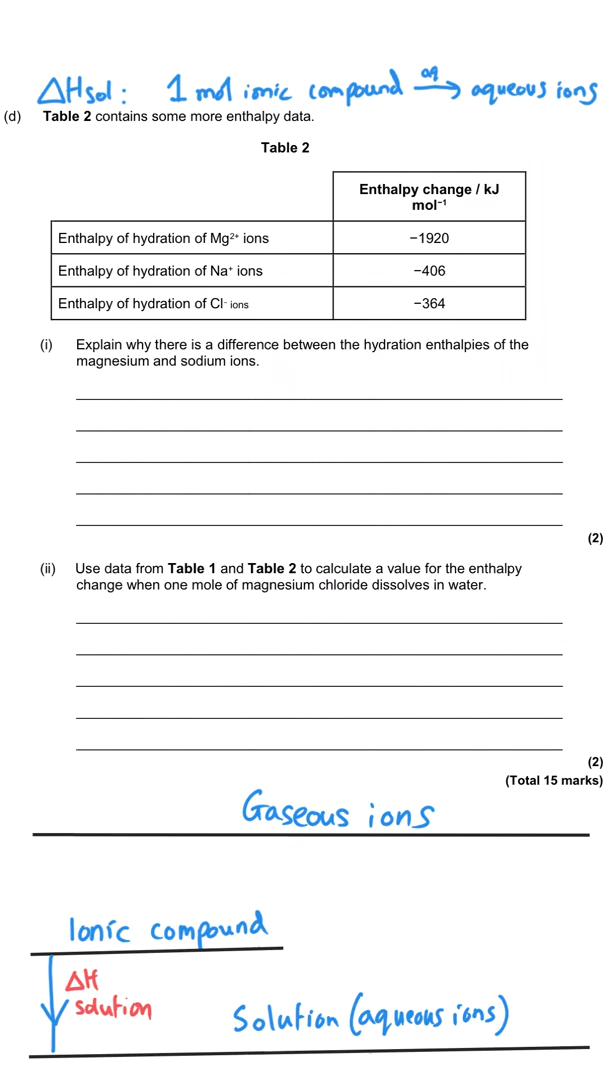 ΔHsol: 1 mol ionic compound aq→ aqueous ions
(d) Table 2 contains some more enthalpy data.
Table 2
Enthalpy change / kJ
mol⁻¹
Enthalpy of hydration of Mg²⁺ ions −1920
Enthalpy of hydration of Na⁺ ions −406
Enthalpy of hydration of Cl⁻ ions −364
(i) Explain why there is a difference between the hydration enthalpies of the
magnesium and sodium ions.
(2)
(ii) Use data from Table 1 and Table 2 to calculate a value for the enthalpy
change when one mole of magnesium chloride dissolves in water.
(2)
(Total 15 marks)
Gaseous ions
Ionic compound
ΔH
solution
Solution (aqueous ions)